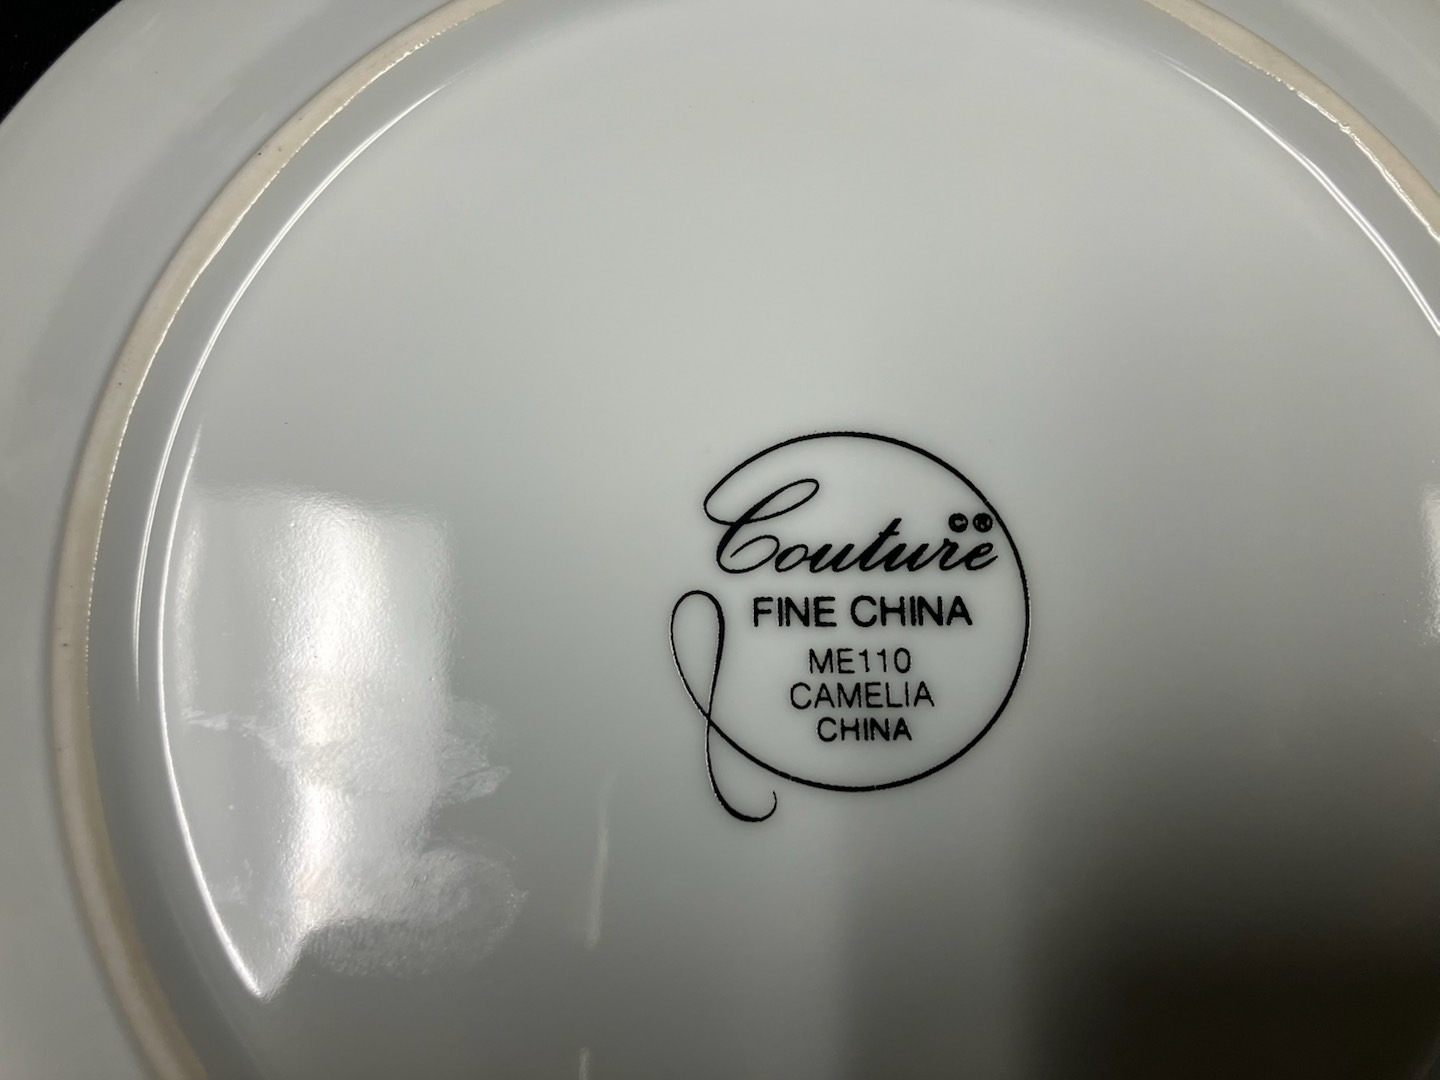 Couture ©®
FINE CHINA
ME110
CAMELIA
CHINA